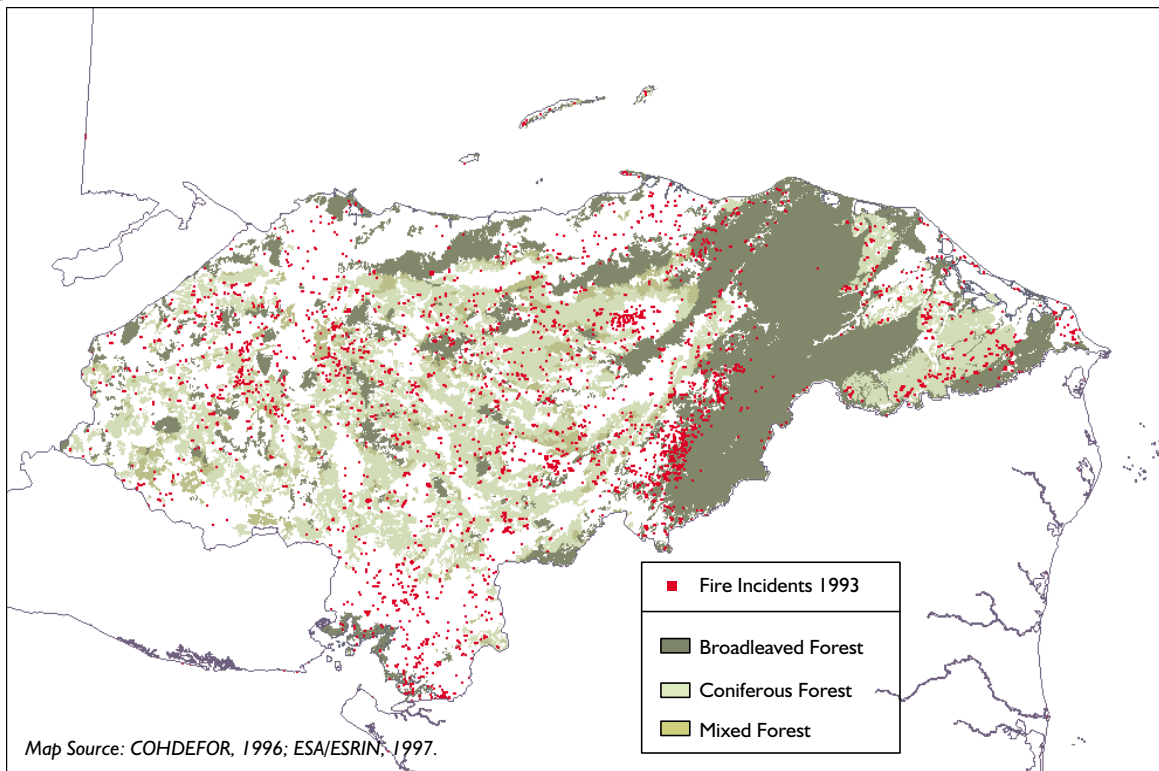 Fire Incidents 1993
Broadleaved Forest
Coniferous Forest
Mixed Forest
Map Source: COHDEFOR, 1996; ESA/ESRIN, 1997.